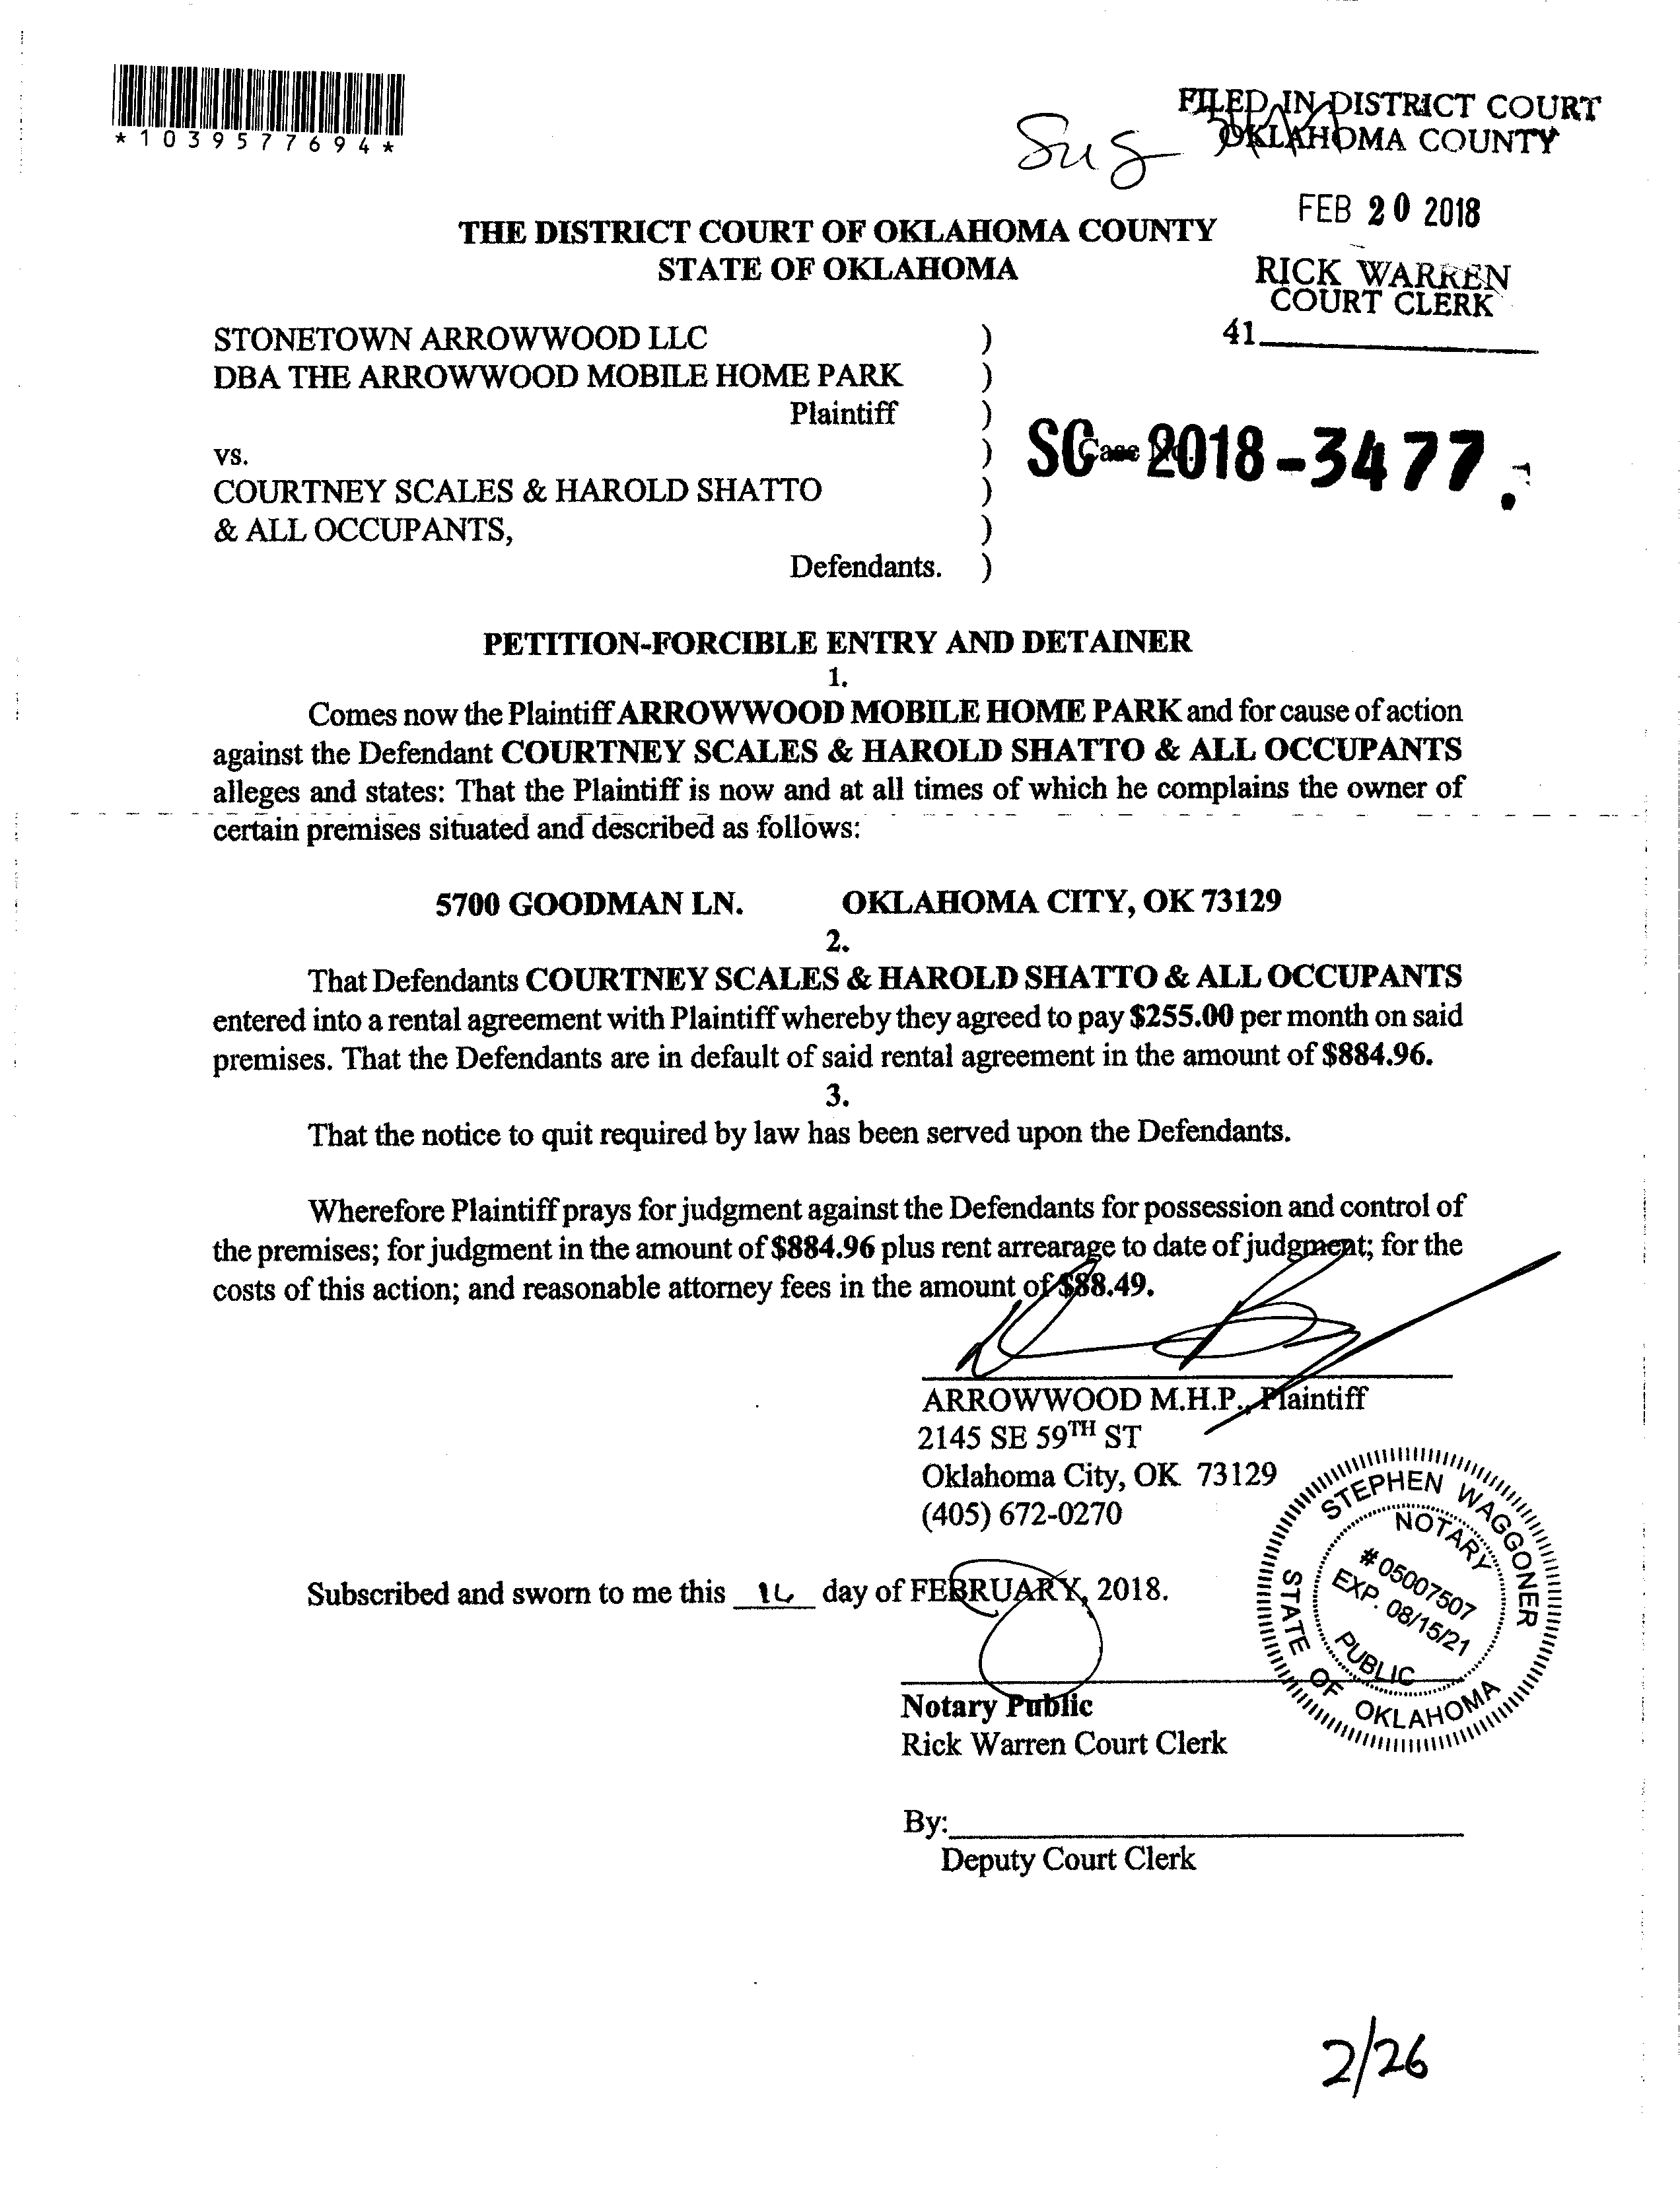 *1039577694*
FILED IN DISTRICT COURT
OKLAHOMA COUNTY
FEB 20 2018
RICK WARREN
COURT CLERK
41
THE DISTRICT COURT OF OKLAHOMA COUNTY
STATE OF OKLAHOMA
STONETOWN ARROWWOOD LLC )
DBA THE ARROWWOOD MOBILE HOME PARK )
Plaintiff )
vs. ) Case No. SC-2018-3477
COURTNEY SCALES & HAROLD SHATTO )
& ALL OCCUPANTS, )
Defendants. )
PETITION-FORCIBLE ENTRY AND DETAINER
1.
Comes now the Plaintiff ARROWWOOD MOBILE HOME PARK and for cause of action
against the Defendant COURTNEY SCALES & HAROLD SHATTO & ALL OCCUPANTS
alleges and states: That the Plaintiff is now and at all times of which he complains the owner of
certain premises situated and described as follows:
5700 GOODMAN LN. OKLAHOMA CITY, OK 73129
2.
That Defendants COURTNEY SCALES & HAROLD SHATTO & ALL OCCUPANTS
entered into a rental agreement with Plaintiff whereby they agreed to pay $255.00 per month on said
premises. That the Defendants are in default of said rental agreement in the amount of $884.96.
3.
That the notice to quit required by law has been served upon the Defendants.
Wherefore Plaintiff prays for judgment against the Defendants for possession and control of
the premises; for judgment in the amount of $884.96 plus rent arrearage to date of judgment; for the
costs of this action; and reasonable attorney fees in the amount of $88.49.
ARROWWOOD M.H.P., Plaintiff
2145 SE 59TH ST
Oklahoma City, OK 73129
(405) 672-0270
STEPHEN WAGGONER
NOTARY
# 05007507
EXP. 08/15/21
PUBLIC
STATE OF OKLAHOMA
Subscribed and sworn to me this day of FEBRUARY, 2018.
Notary Public
Rick Warren Court Clerk
By:
Deputy Court Clerk
2/26